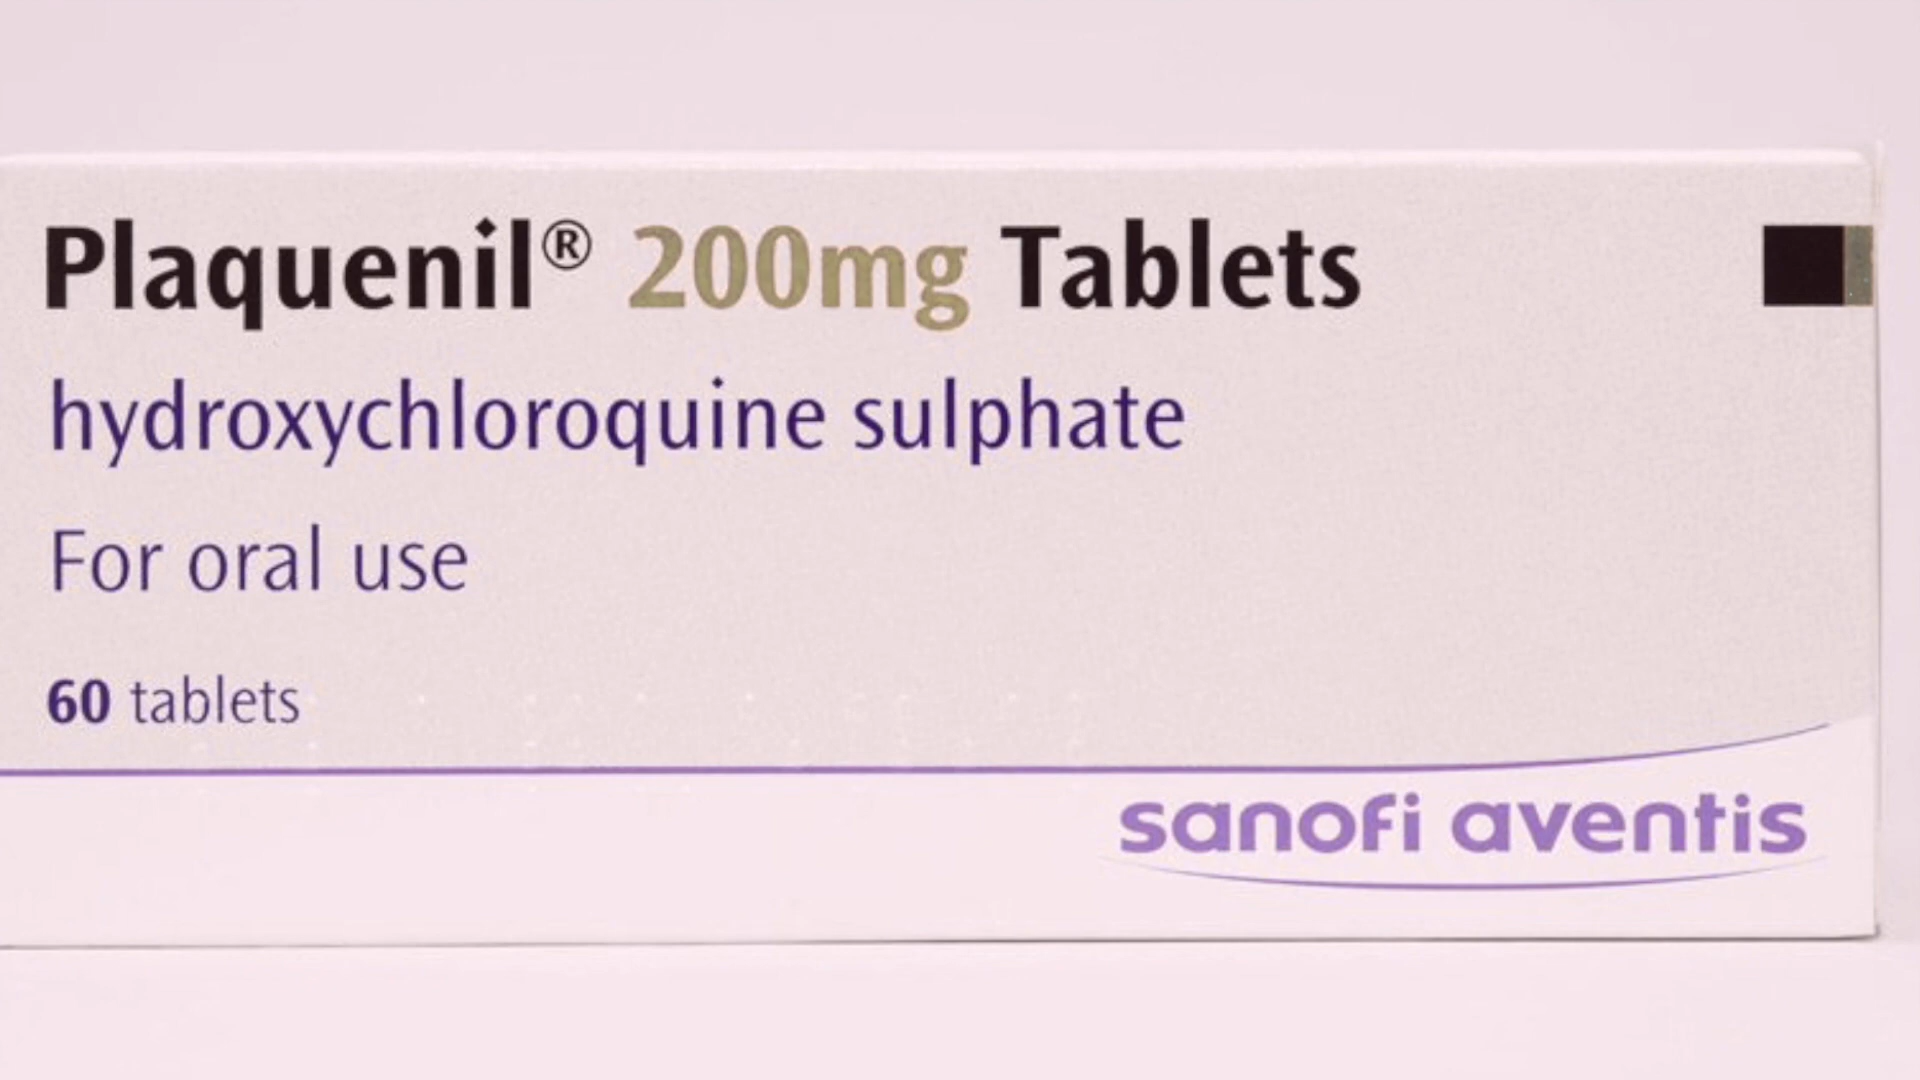 Plaquenil® 200mg Tablets
hydroxychloroquine sulphate
For oral use
60 tablets
sanofi aventis